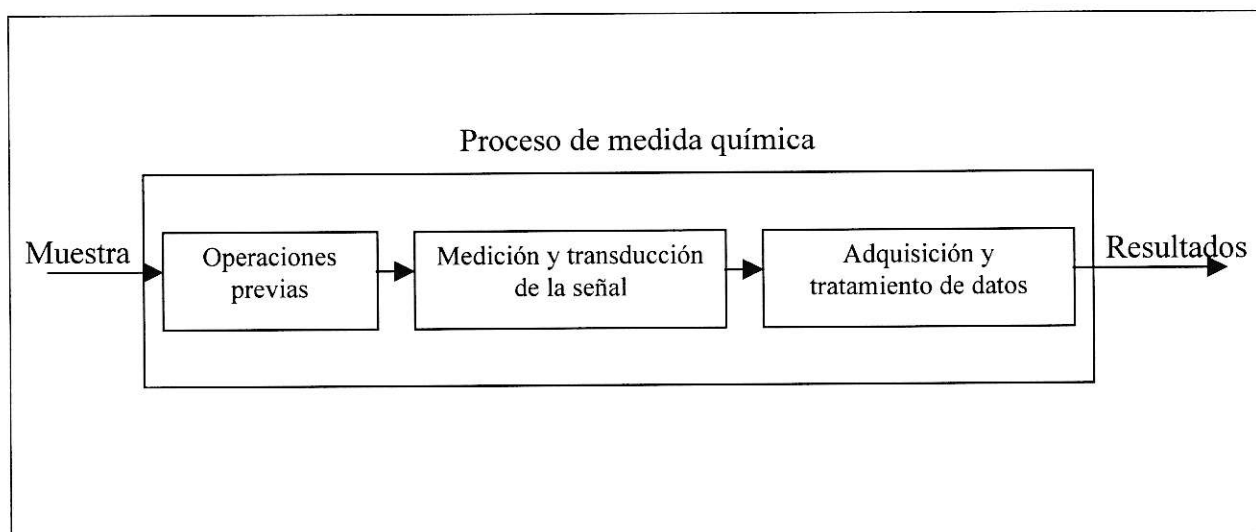 Proceso de medida química
Muestra
Operaciones
previas
Medición y transducción
de la señal
Adquisición y
tratamiento de datos
Resultados